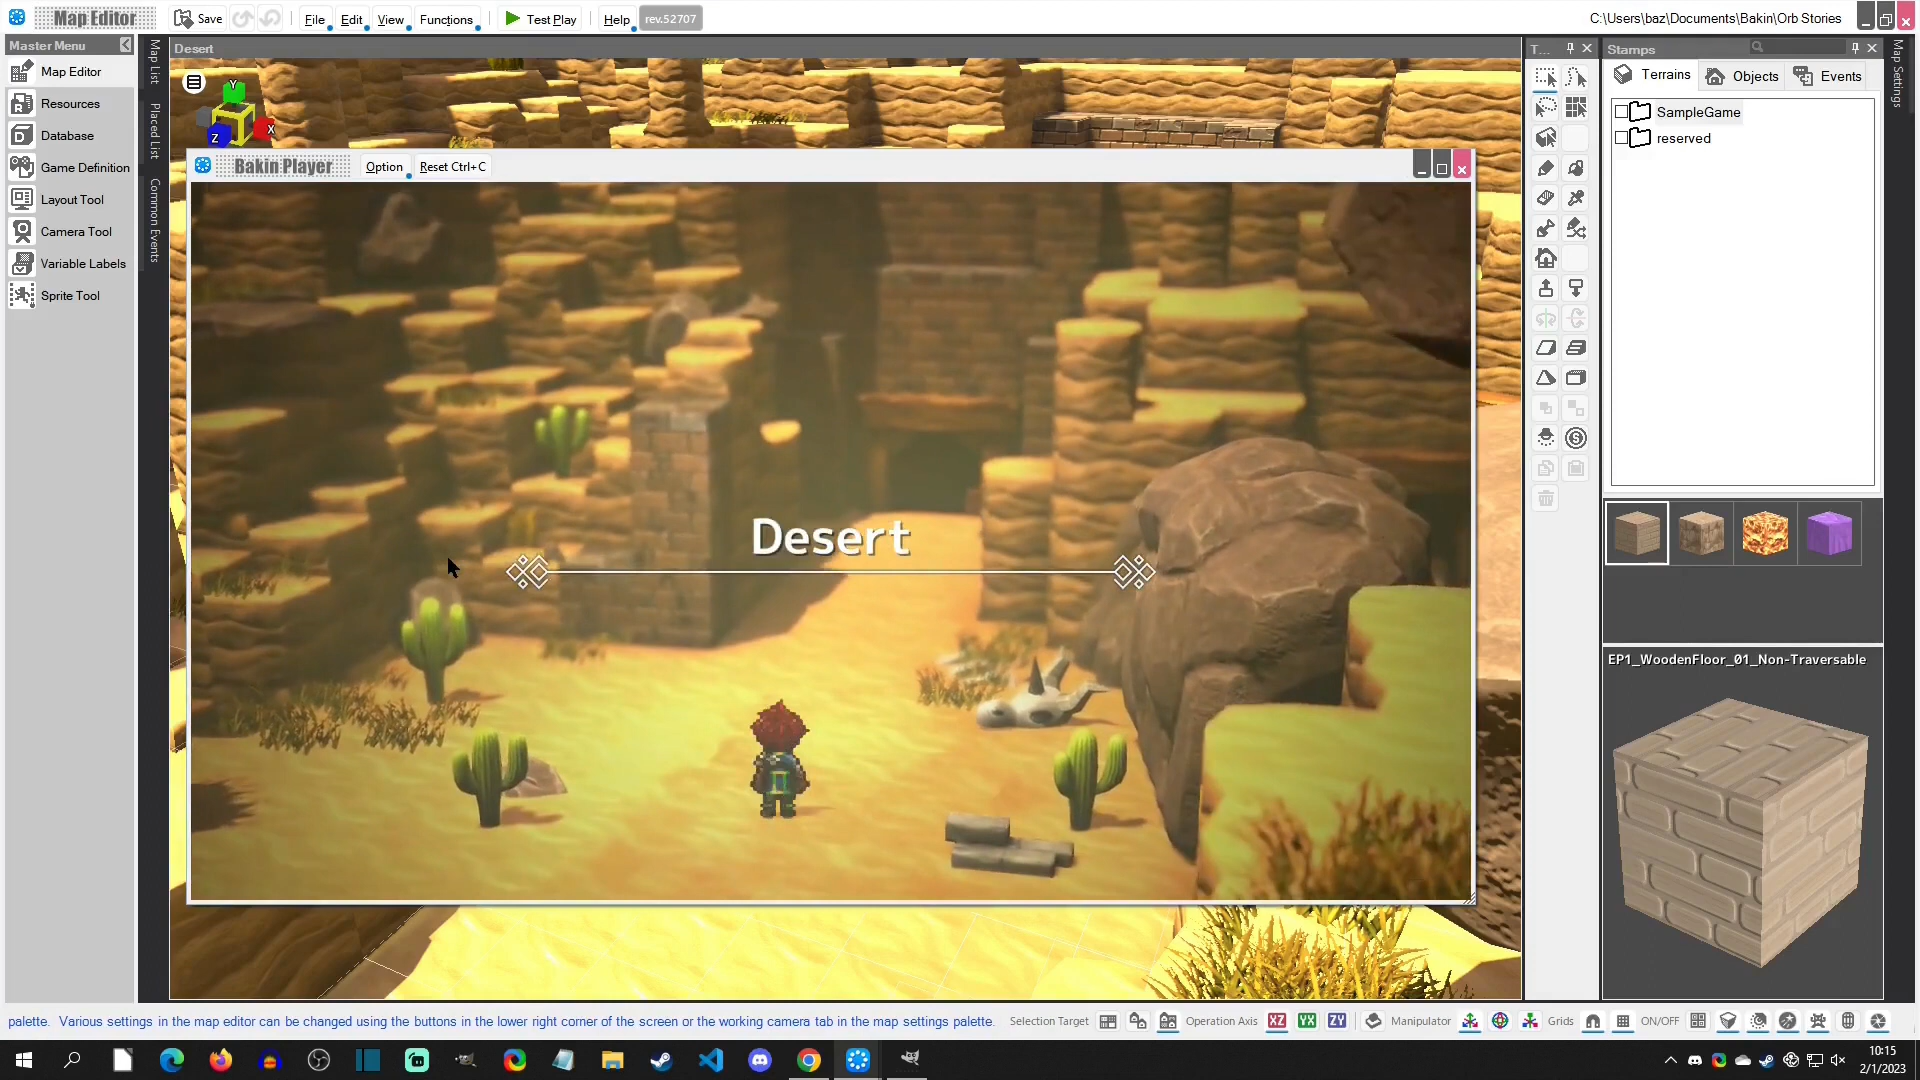 Map Editor
Save
File
Edit
View
Functions
Test Play
Help
rev.52707
C:\Users\baz\Documents\Bakin\Orb Stories
Master Menu
Map Editor
Resources
Database
Game Definition
Layout Tool
Camera Tool
Variable Labels
Sprite Tool
Map List
Placed List
Common Events
Desert
Y
Z
X
Bakin Player
Option
Reset Ctrl+C
Desert
T...
Stamps
Terrains
Objects
Events
SampleGame
reserved
EP1_WoodenFloor_01_Non-Traversable
Map Settings
palette. Various settings in the map editor can be changed using the buttons in the lower right corner of the screen or the working camera tab in the map settings palette.
Selection Target
Operation Axis
XZ
YX
ZY
Manipulator
Grids
ON/OFF
10:15
2/1/2023